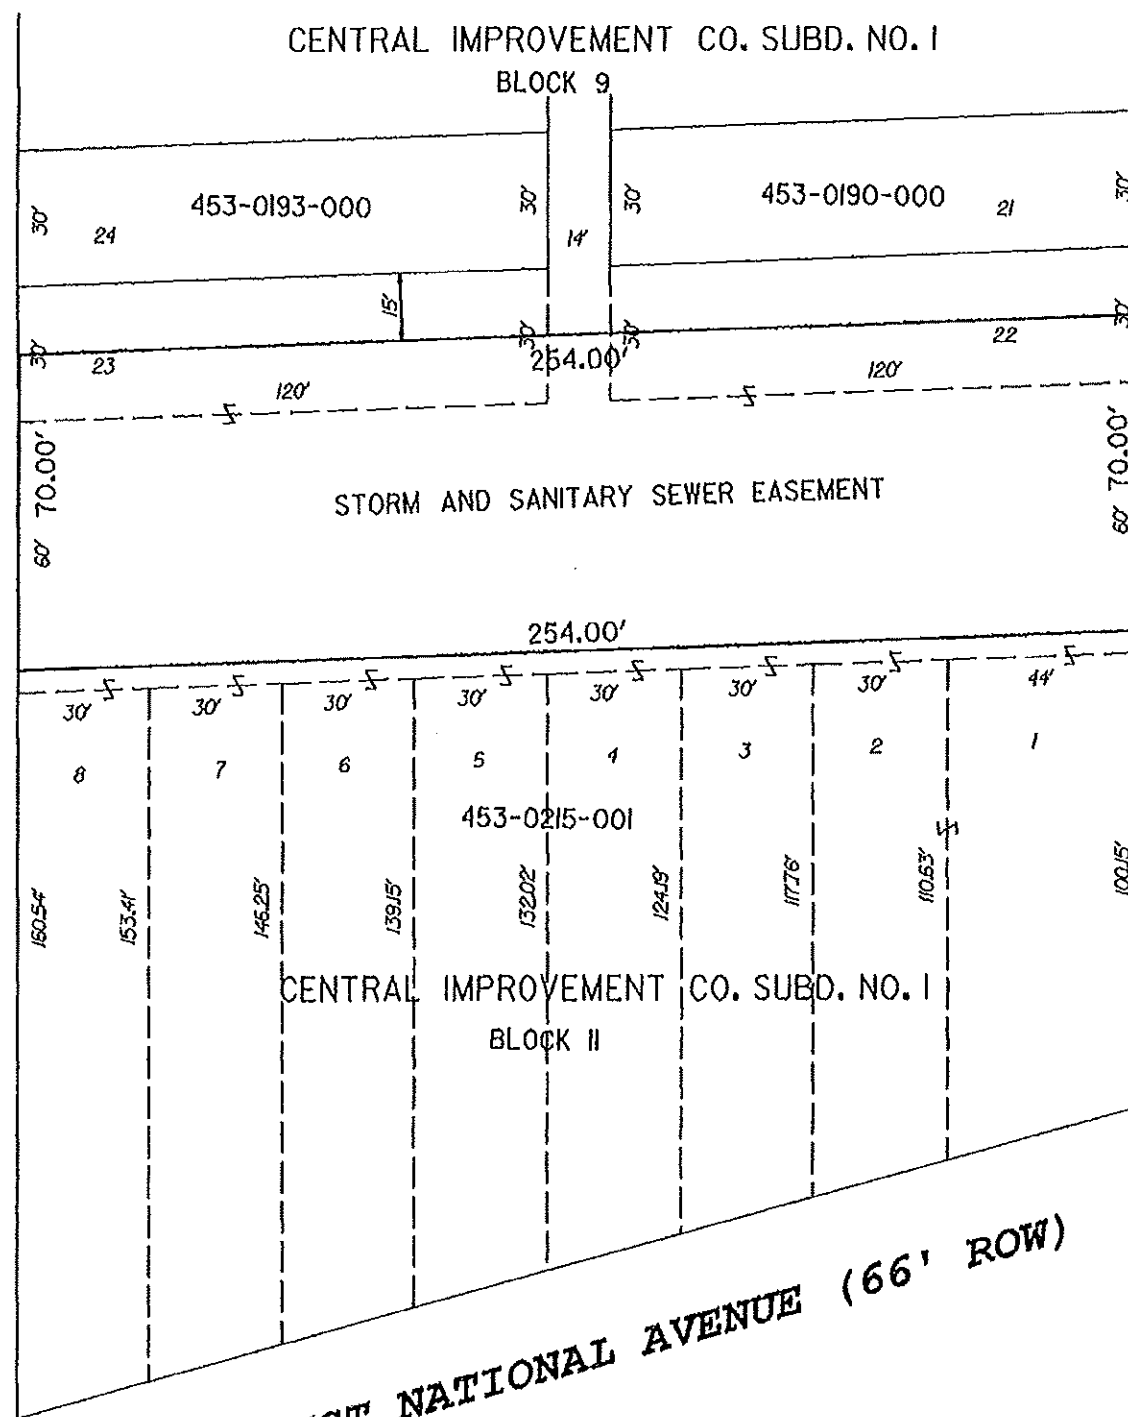 CENTRAL IMPROVEMENT CO. SUBD. NO. 1
BLOCK 9
30' 453-0193-000 30' 30' 453-0190-000 21 30'
24 14'
15'
30' 23 30' 30' 22 30'
254.00'
120' 120'
70.00' 70.00'
STORM AND SANITARY SEWER EASEMENT
60' 60'
254.00'
30' 30' 30' 30' 30' 30' 30' 44'
8 7 6 5 4 3 2 1
453-0215-001
160.54' 153.41' 146.25' 139.15' 132.02' 124.19' 117.76' 110.63' 100.15'
CENTRAL IMPROVEMENT CO. SUBD. NO. 1
BLOCK 11
NATIONAL AVENUE (66' ROW)